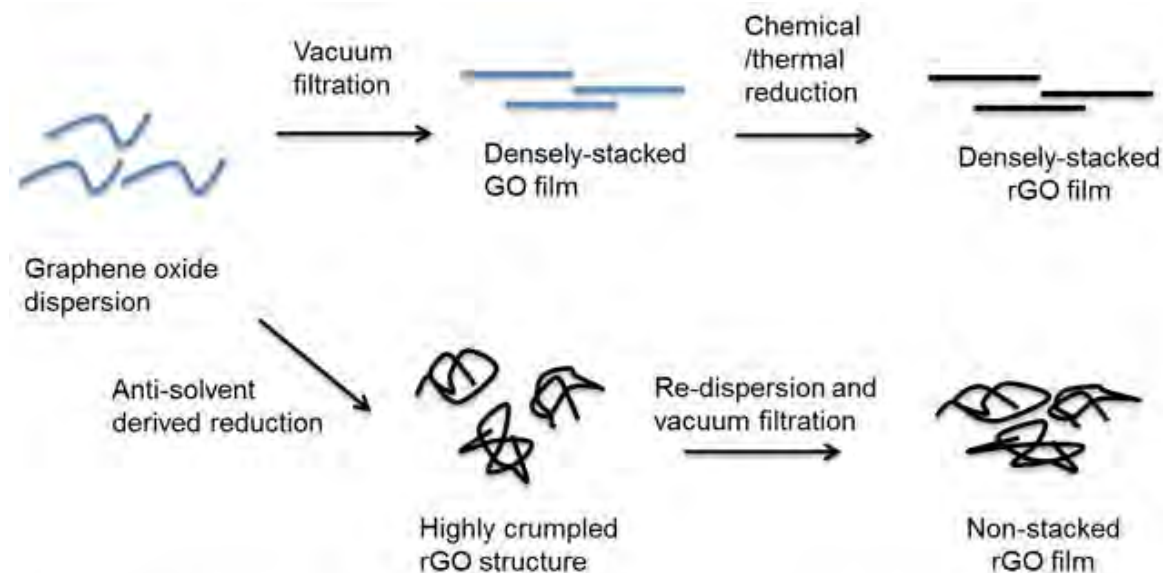 Vacuum
filtration
Chemical
/thermal
reduction
Densely-stacked
GO film
Densely-stacked
rGO film
Graphene oxide
dispersion
Anti-solvent
derived reduction
Re-dispersion and
vacuum filtration
Highly crumpled
rGO structure
Non-stacked
rGO film